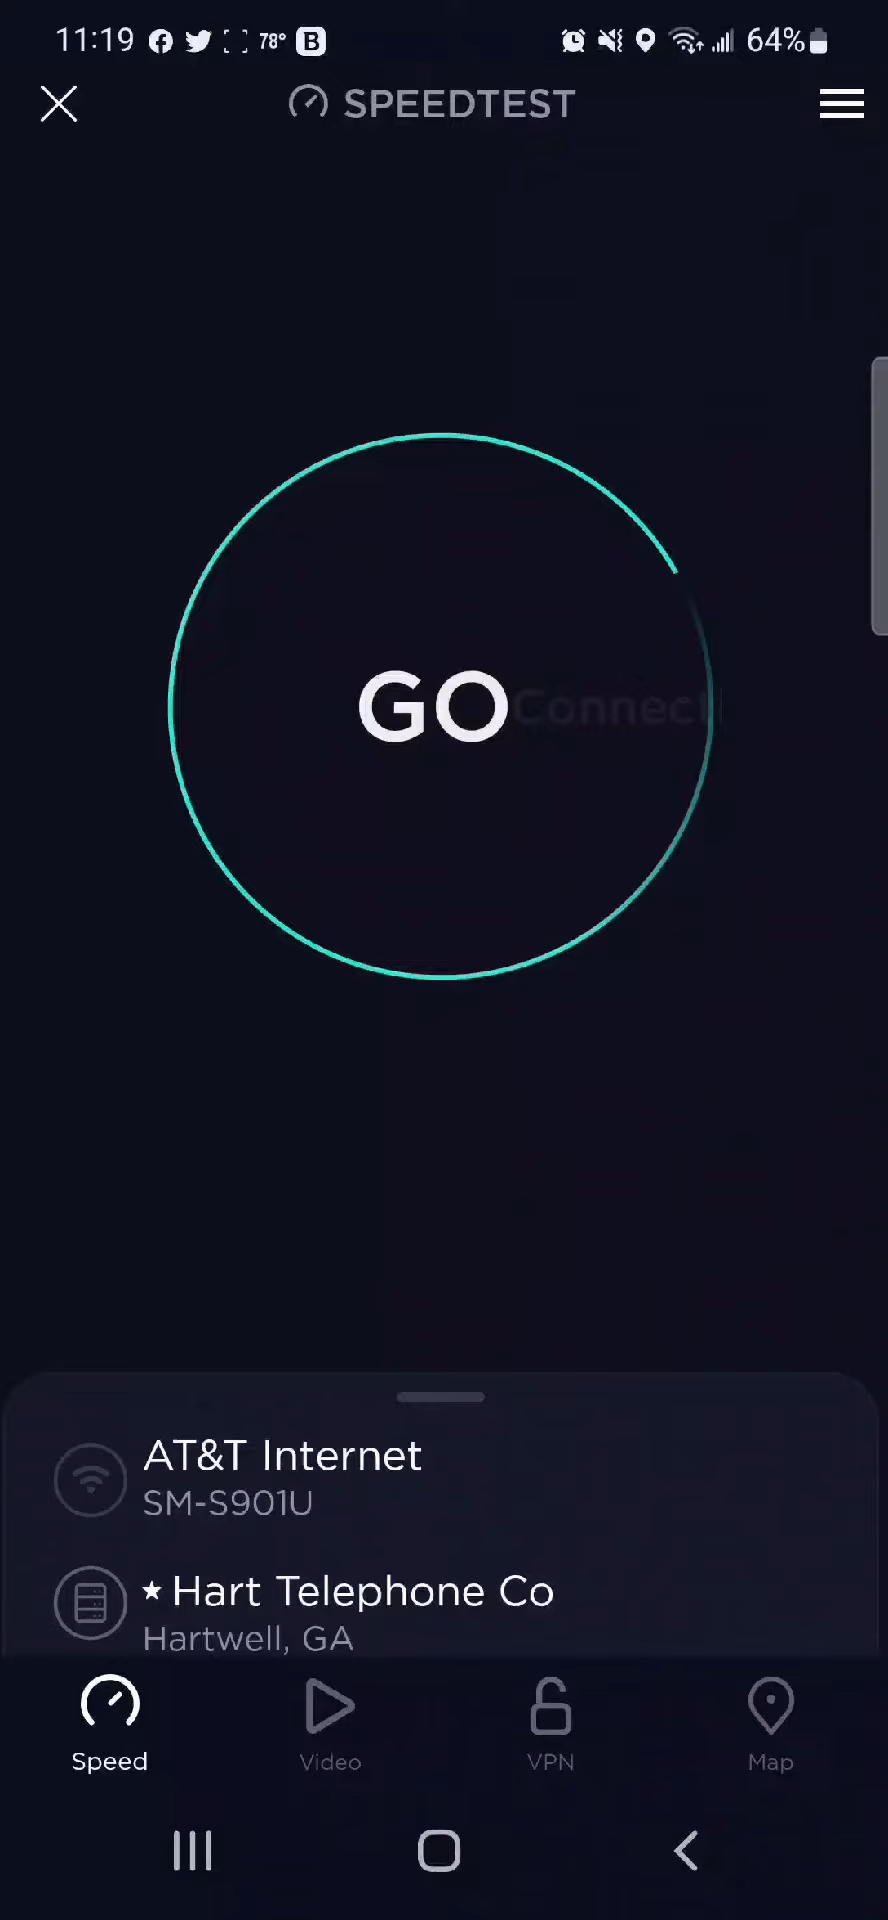 11:19 78° B 64%
SPEEDTEST
GO Connecti
AT&T Internet
SM-S901U
★ Hart Telephone Co
Hartwell, GA
Speed Video VPN Map